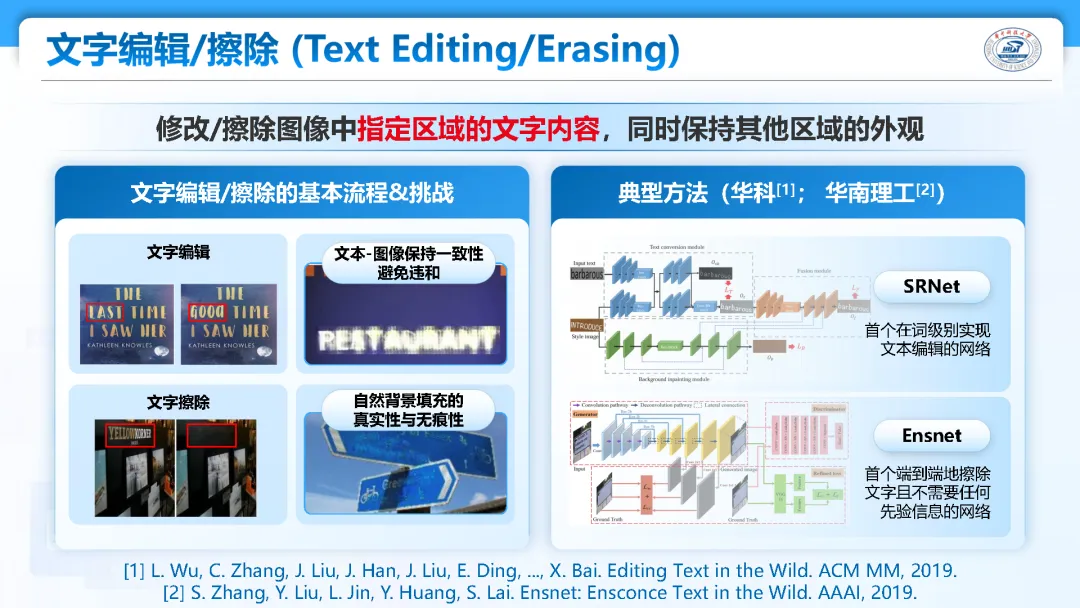 文字编辑/擦除 (Text Editing/Erasing)
修改/擦除图像中指定区域的文字内容，同时保持其他区域的外观
文字编辑/擦除的基本流程&挑战
文字编辑
THE
LAST TIME
I SAW HER
KATHLEEN KNOWLES
THE
GOOD TIME
I SAW HER
KATHLEEN KNOWLES
文本-图像保持一致性
避免违和
RESTAURANT
文字擦除
YELLOWKORNER
自然背景填充的
真实性与无痕性
典型方法（华科[1]； 华南理工[2]）
Text conversion module
Input text
barbarous
barbarous
Fusion module
barbarous
barbarous
INTRODUCE
Style image
Background inpainting module
SRNet
首个在词级别实现
文本编辑的网络
Convolution pathway
Deconvolution pathway
Lateral connection
Generator
Discriminator
Input
Generated image
Refined loss
Ground Truth
Ground Truth
Ensnet
首个端到端地擦除
文字且不需要任何
先验信息的网络
[1] L. Wu, C. Zhang, J. Liu, J. Han, J. Liu, E. Ding, ..., X. Bai. Editing Text in the Wild. ACM MM, 2019.
[2] S. Zhang, Y. Liu, L. Jin, Y. Huang, S. Lai. Ensnet: Ensconce Text in the Wild. AAAI, 2019.